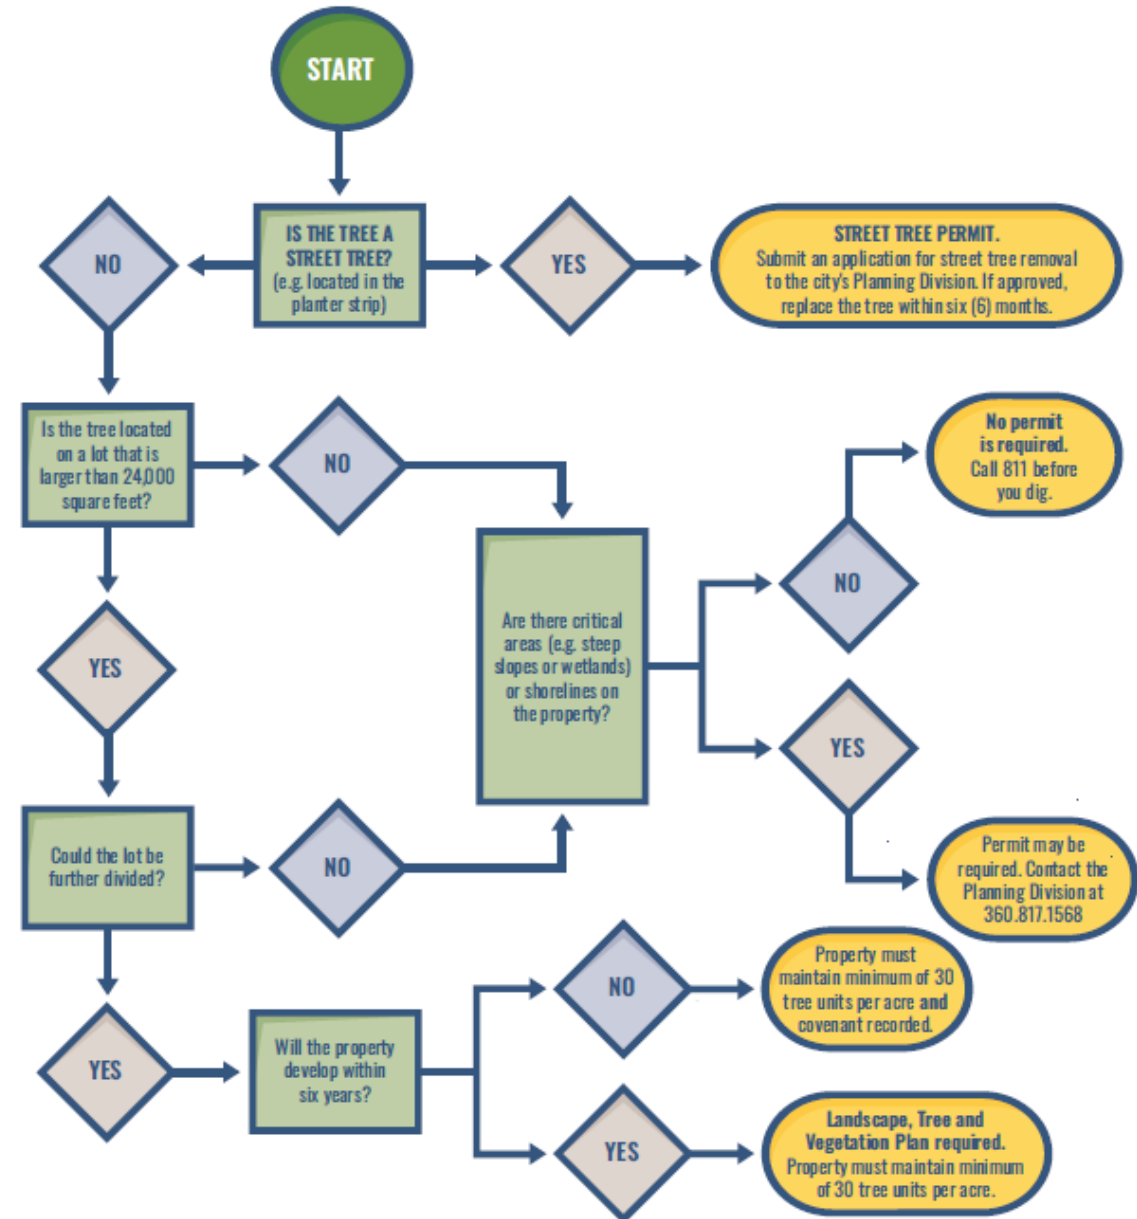 START
NO
IS THE TREE A
STREET TREE?
(e.g. located in the
planter strip)
YES
STREET TREE PERMIT.
Submit an application for street tree removal
to the city's Planning Division. If approved,
replace the tree within six (6) months.
Is the tree located
on a lot that is
larger than 24,000
square feet?
NO
No permit
is required.
Call 811 before
you dig.
NO
YES
Are there critical
areas (e.g. steep
slopes or wetlands)
or shorelines on
the property?
YES
Could the lot be
further divided?
NO
Permit may be
required. Contact the
Planning Division at
360.817.1568
YES
Will the property
develop within
six years?
NO
Property must
maintain minimum of 30
tree units per acre and
covenant recorded.
YES
Landscape, Tree and
Vegetation Plan required.
Property must maintain minimum
of 30 tree units per acre.